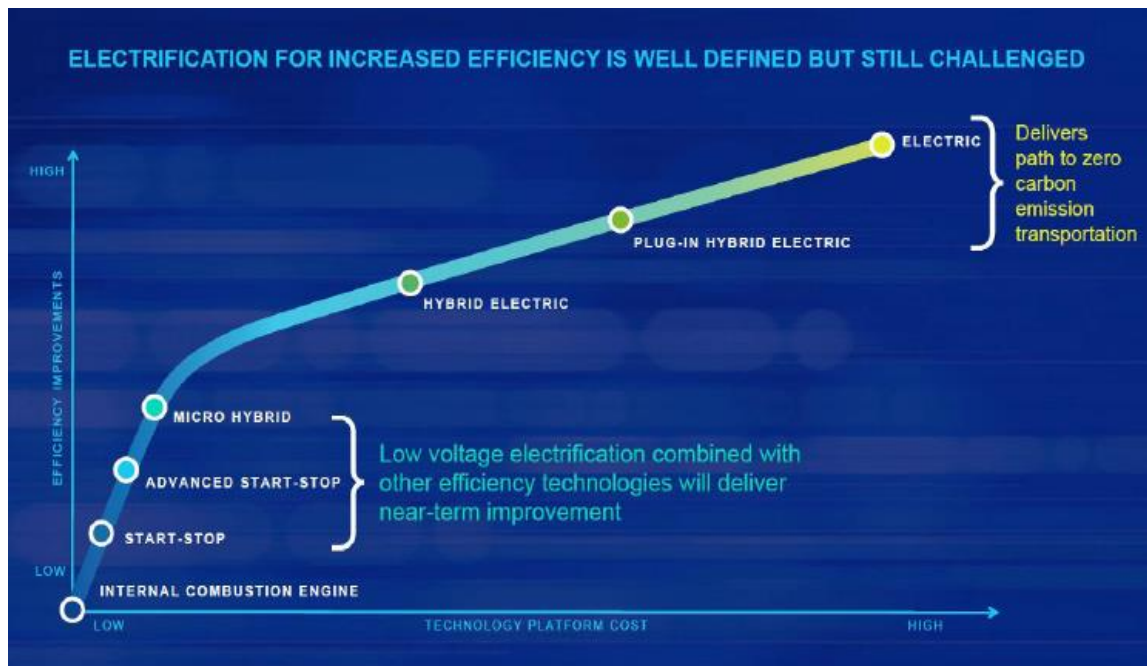 ELECTRIFICATION FOR INCREASED EFFICIENCY IS WELL DEFINED BUT STILL CHALLENGED
HIGH
ELECTRIC
Delivers
path to zero
carbon
emission
transportation
PLUG-IN HYBRID ELECTRIC
HYBRID ELECTRIC
EFFICIENCY IMPROVEMENTS
MICRO HYBRID
ADVANCED START-STOP
START-STOP
Low voltage electrification combined with
other efficiency technologies will deliver
near-term improvement
LOW
INTERNAL COMBUSTION ENGINE
LOW
TECHNOLOGY PLATFORM COST
HIGH